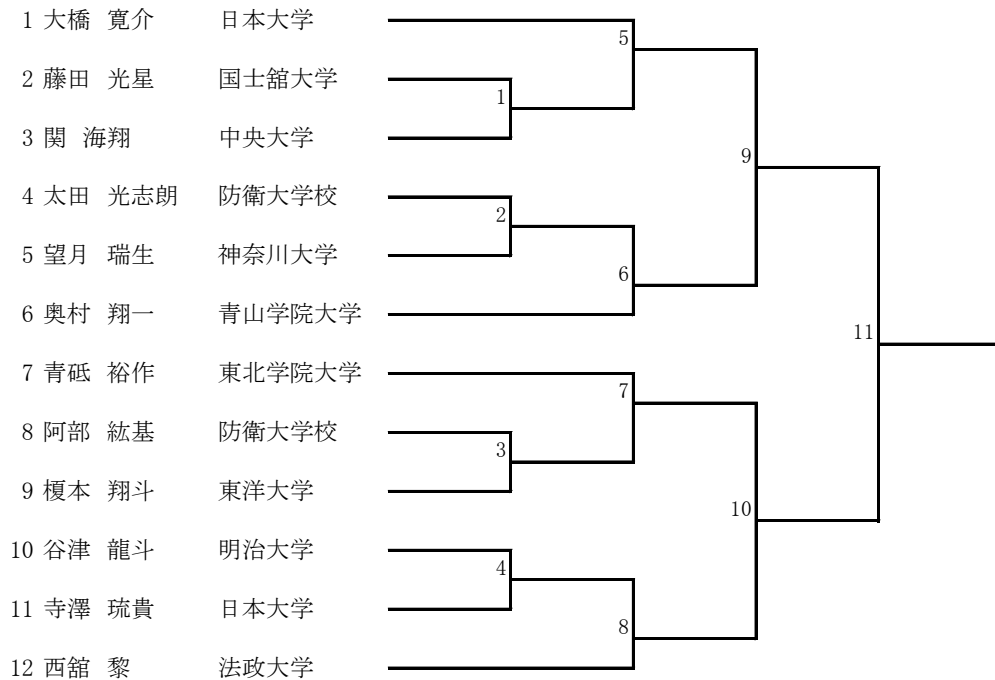 1 大橋 寛介 日本大学
5
2 藤田 光星 国士舘大学
1
3 関 海翔 中央大学
9
4 太田 光志朗 防衛大学校
2
5 望月 瑞生 神奈川大学
6
6 奥村 翔一 青山学院大学
11
7 青砥 裕作 東北学院大学
7
8 阿部 紘基 防衛大学校
3
9 榎本 翔斗 東洋大学
10
10 谷津 龍斗 明治大学
4
11 寺澤 琉貴 日本大学
8
12 西舘 黎 法政大学